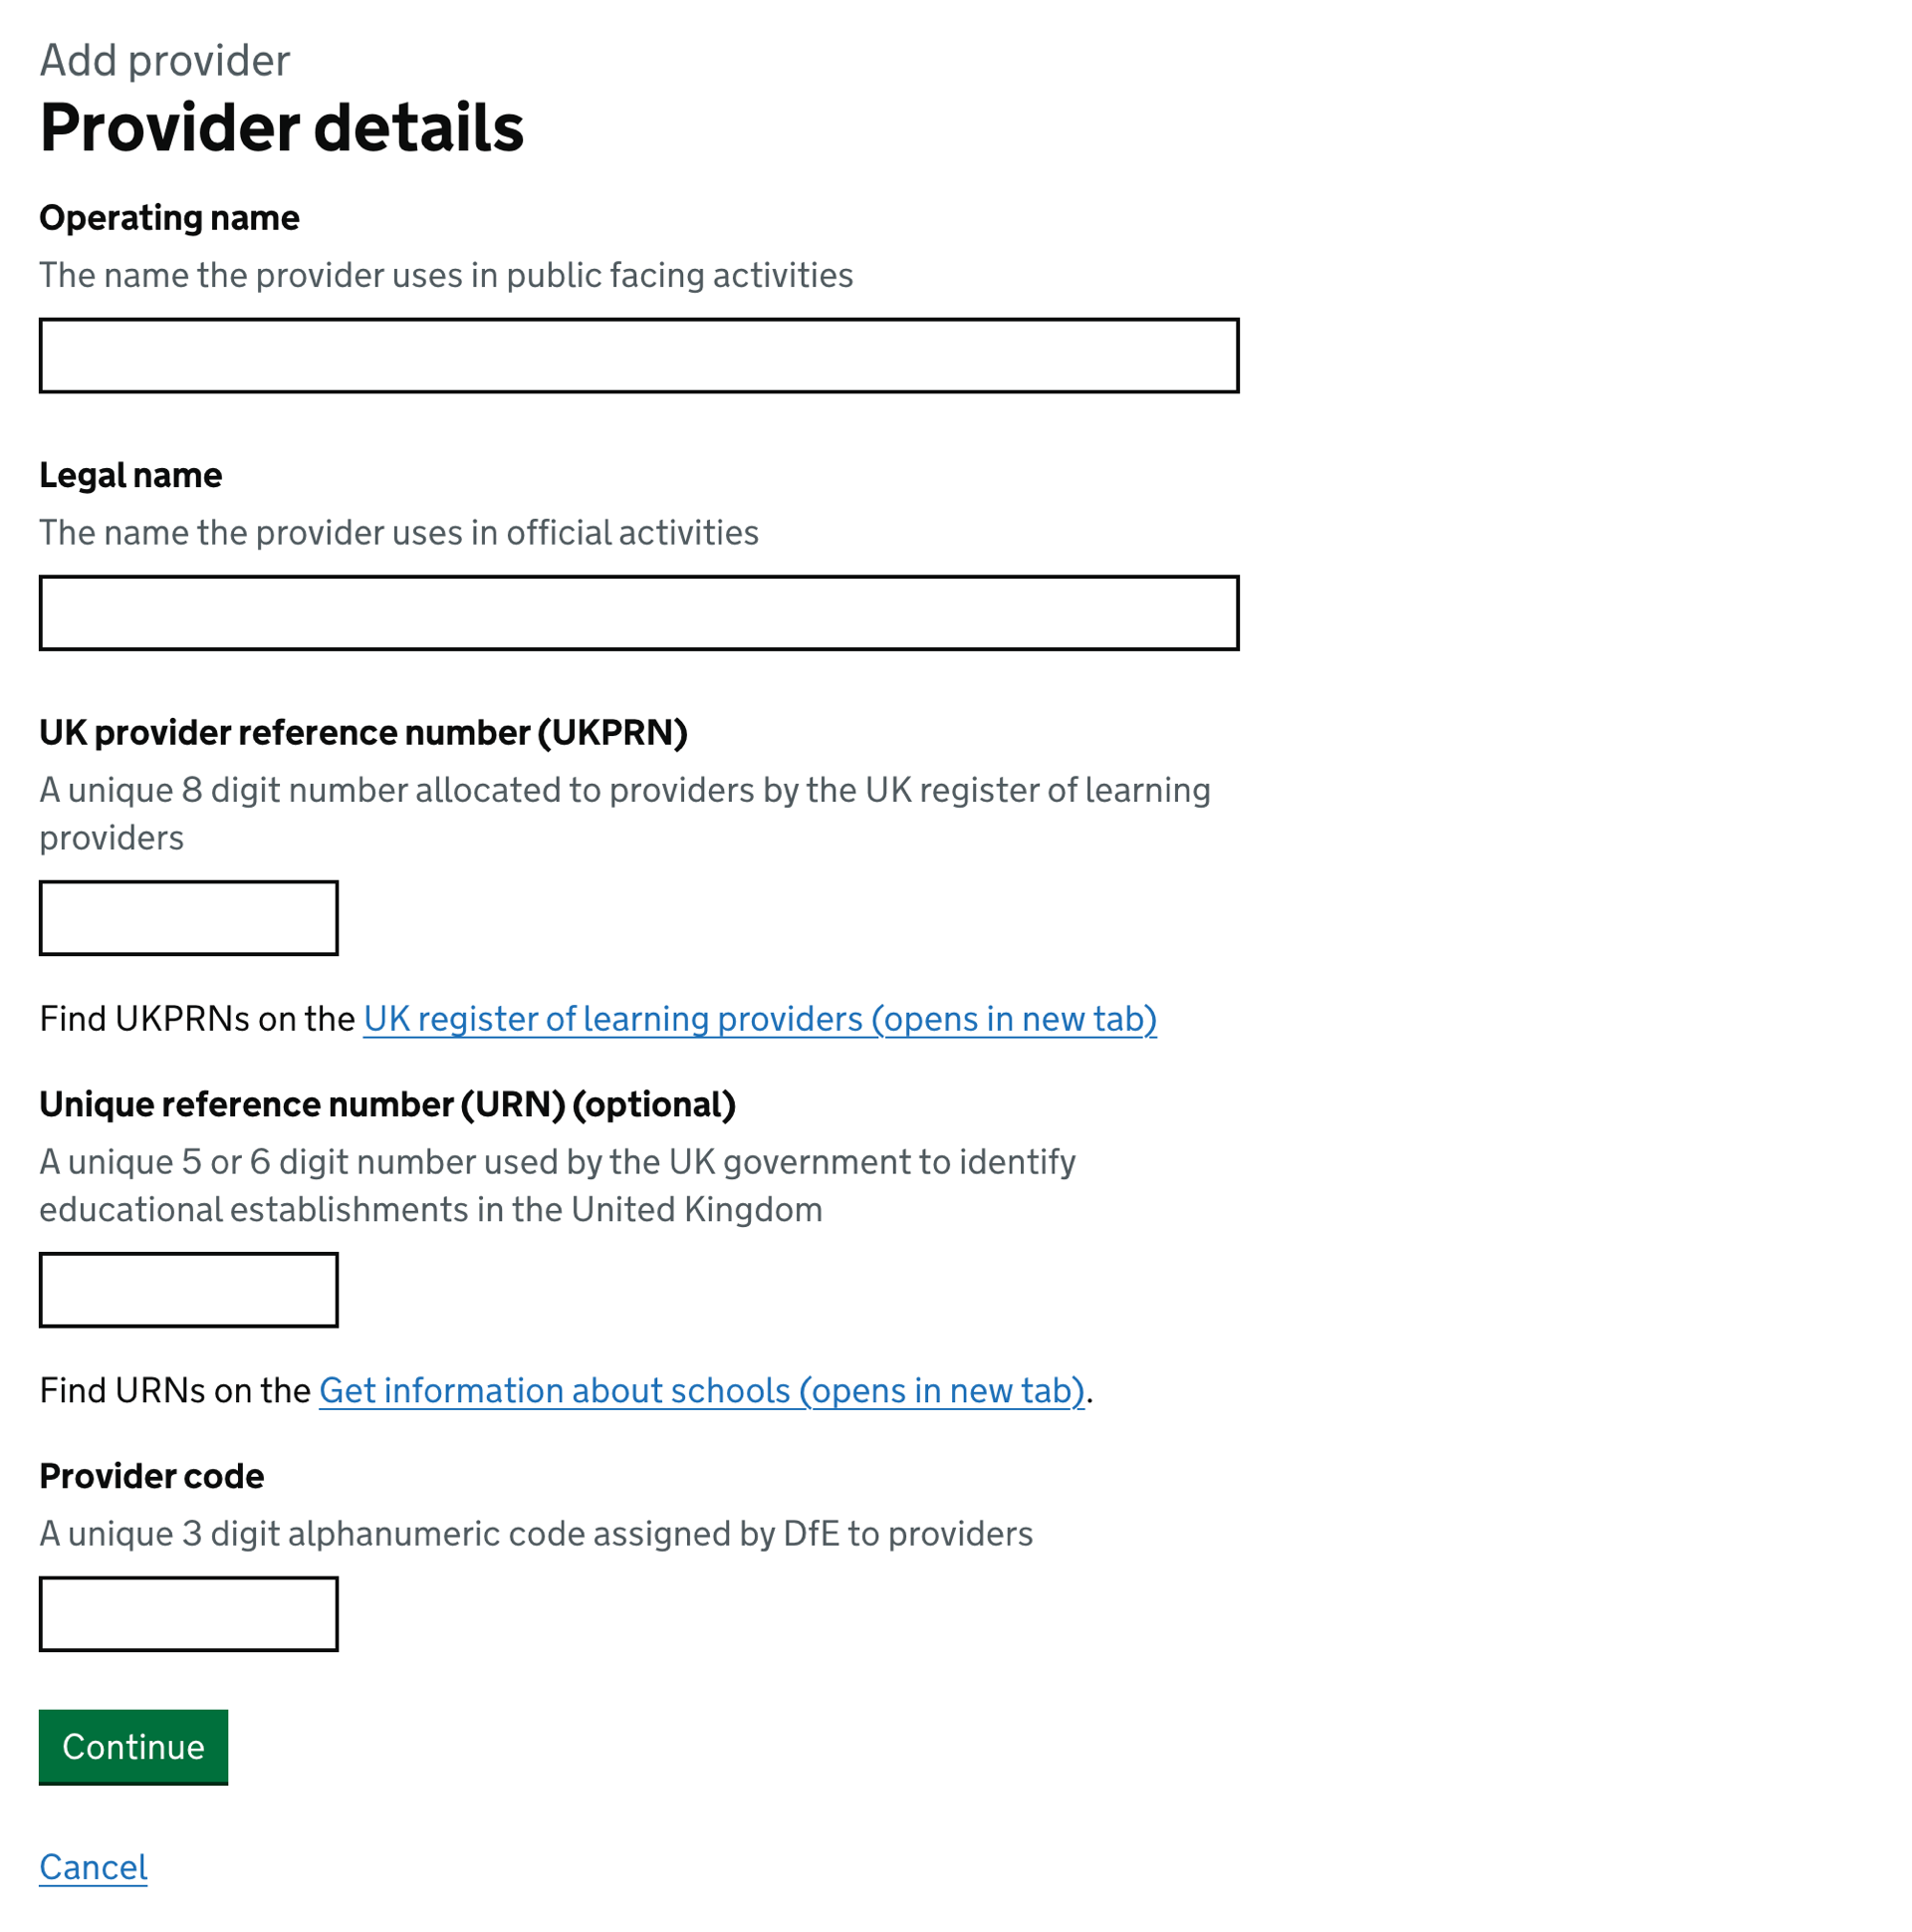 Add provider
Provider details
Operating name
The name the provider uses in public facing activities
Legal name
The name the provider uses in official activities
UK provider reference number (UKPRN)
A unique 8 digit number allocated to providers by the UK register of learning
providers
Find UKPRNs on the UK register of learning providers (opens in new tab)
Unique reference number (URN) (optional)
A unique 5 or 6 digit number used by the UK government to identify
educational establishments in the United Kingdom
Find URNs on the Get information about schools (opens in new tab).
Provider code
A unique 3 digit alphanumeric code assigned by DfE to providers
Continue
Cancel